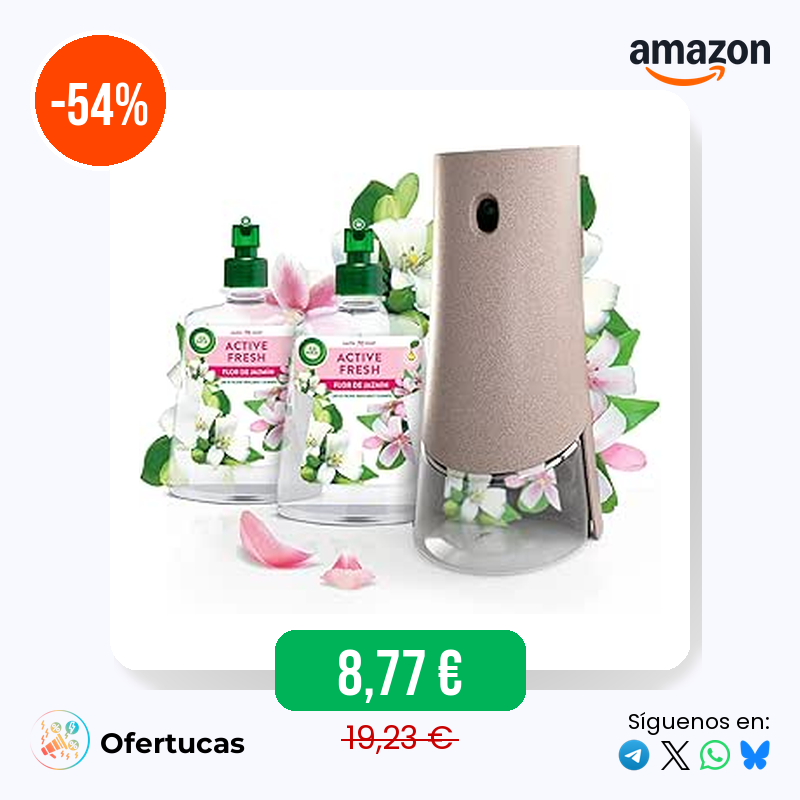 -54%
amazon
ACTIVE
FRESH
FLOR DE JAZMÍN
ACTIVE
FRESH
FLOR DE JAZMÍN
8,77 €
19,23 €
Ofertucas
Síguenos en: